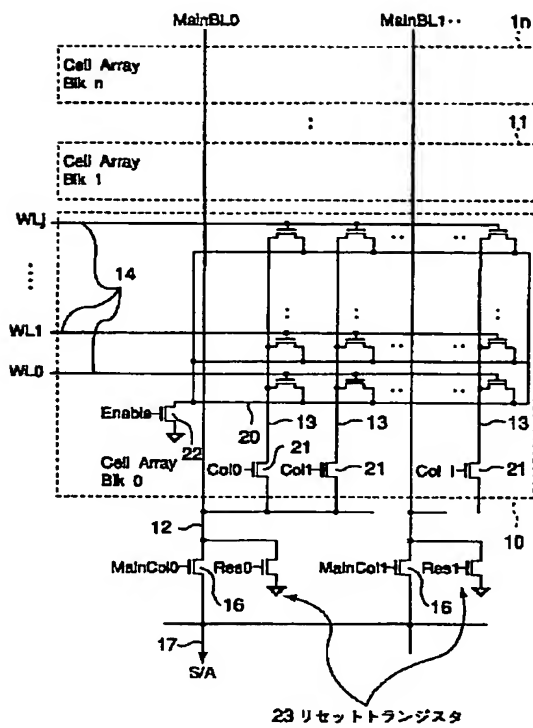 MainBL0
MainBL1‥
1n
Cell Array
Blk n
11
Cell Array
Blk 1
WLj
14
WL1
WL0
Enable
22
20
13
13
13
21
21
21
Col0
Col1
Col i
Cell Array
Blk 0
10
12
MainCol0
Res0
MainCol1
Res1
16
16
17
S/A
23 リセットトランジスタ